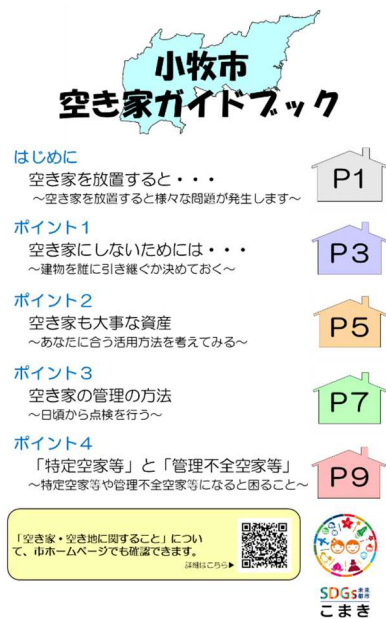 小牧市
空き家ガイドブック
はじめに
空き家を放置すると・・・
～空き家を放置すると様々な問題が発生します～
P1
ポイント１
空き家にしないためには・・・
～建物を誰に引き継ぐか決めておく～
P3
ポイント２
空き家も大事な資産
～あなたに合う活用方法を考えてみる～
P5
ポイント３
空き家の管理の方法
～日頃から点検を行う～
P7
ポイント４
「特定空家等」と「管理不全空家等」
～特定空家等や管理不全空家等になると困ること～
P9
「空き家・空き地に関すること」につい
て、市ホームページでも確認できます。
詳細はこちら▶
SDGs未来都市
こまき